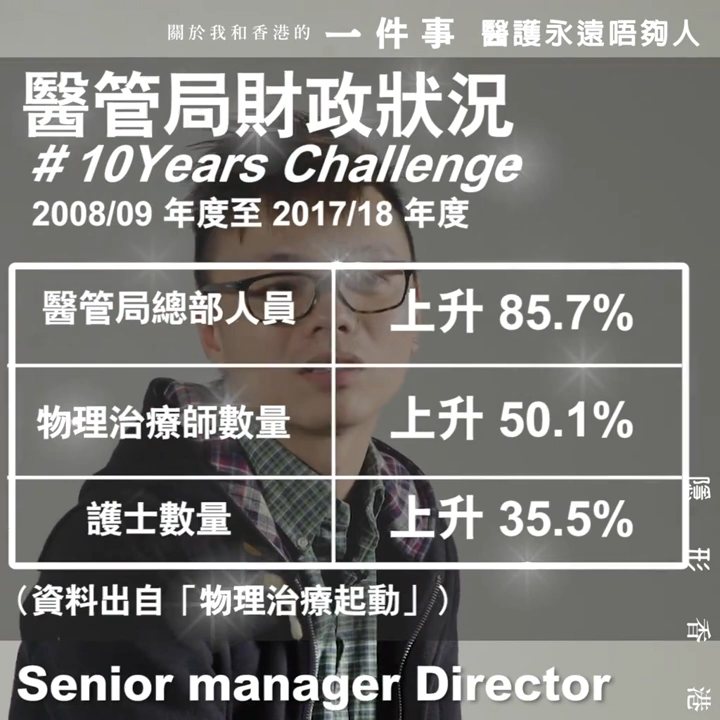 關於我和香港的 一件事 醫護永遠唔夠人
醫管局財政狀況
#10Years Challenge
2008/09 年度至 2017/18 年度
醫管局總部人員 上升 85.7%
物理治療師數量 上升 50.1%
護士數量 上升 35.5%
(資料出自「物理治療起動」)
隱形香港
Senior manager Director